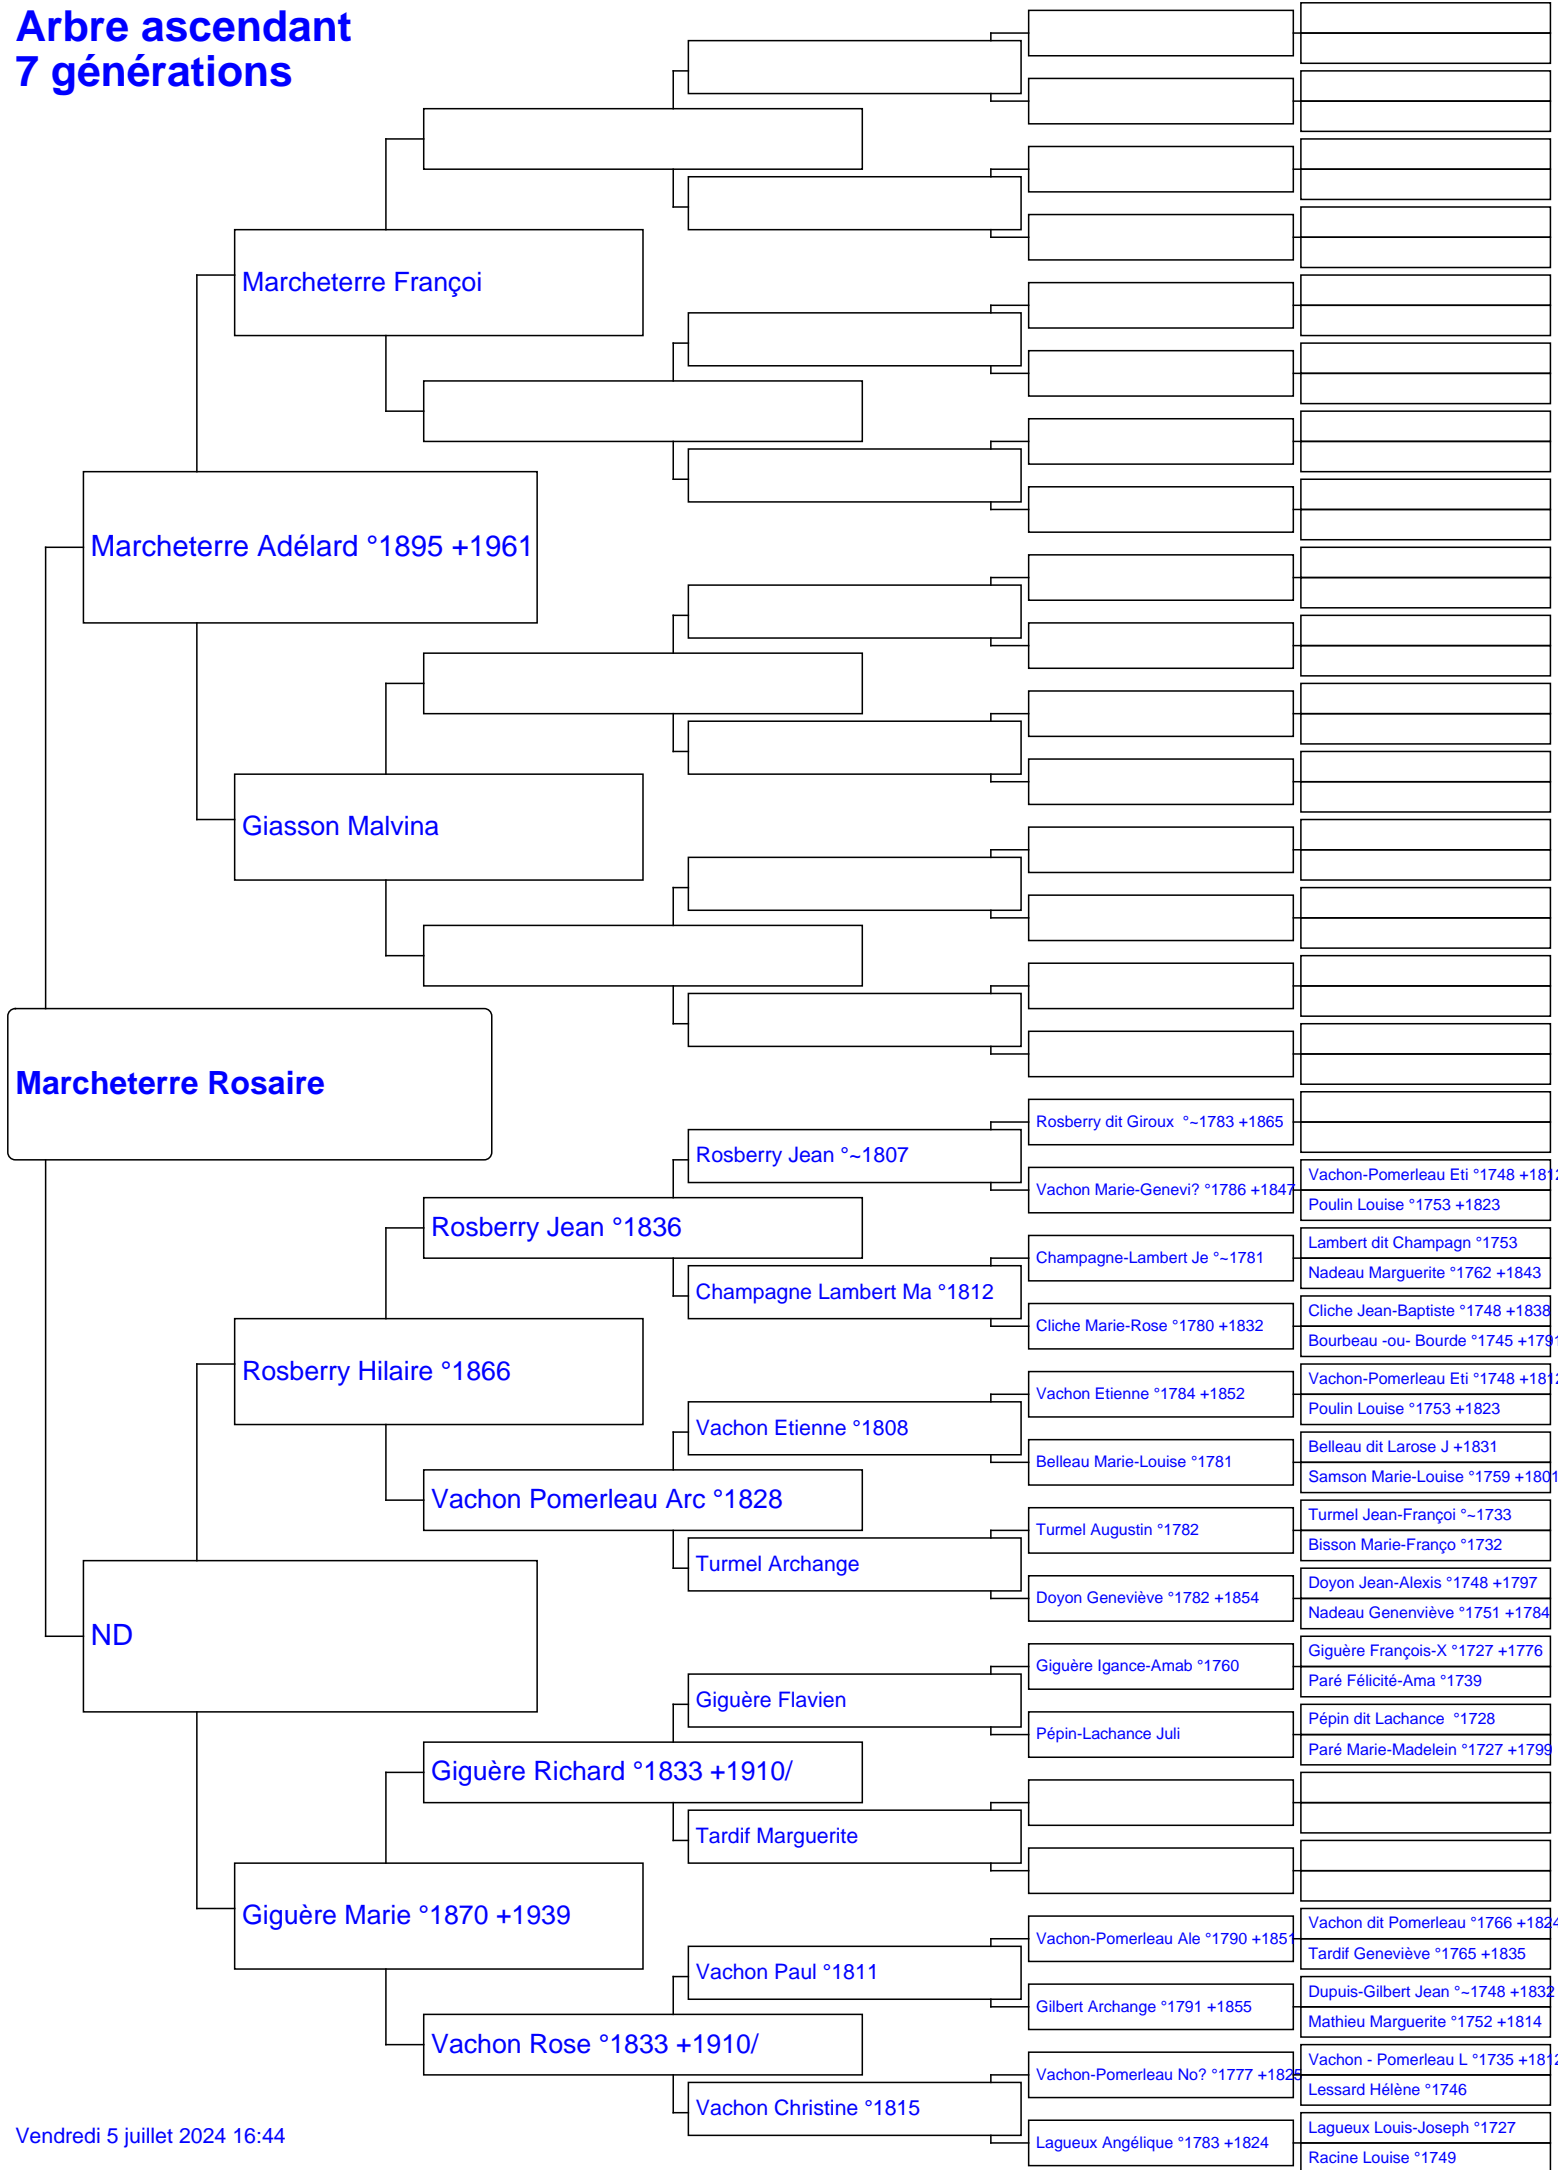 Arbre ascendant
7 générations
Marcheterre Françoi
Marcheterre Adélard °1895 +1961
Giasson Malvina
Marcheterre Rosaire
Rosberry dit Giroux °~1783 +1865
Rosberry Jean °~1807
Vachon Marie-Genevi? °1786 +1847
Vachon-Pomerleau Eti °1748 +1812
Poulin Louise °1753 +1823
Rosberry Jean °1836
Champagne-Lambert Je °~1781
Lambert dit Champagn °1753
Nadeau Marguerite °1762 +1843
Champagne Lambert Ma °1812
Cliche Marie-Rose °1780 +1832
Cliche Jean-Baptiste °1748 +1838
Bourbeau -ou- Bourde °1745 +1791
Rosberry Hilaire °1866
Vachon Etienne °1784 +1852
Vachon-Pomerleau Eti °1748 +1812
Poulin Louise °1753 +1823
Vachon Etienne °1808
Belleau Marie-Louise °1781
Belleau dit Larose J +1831
Samson Marie-Louise °1759 +1801
Vachon Pomerleau Arc °1828
Turmel Augustin °1782
Turmel Jean-Françoi °~1733
Bisson Marie-Franço °1732
Turmel Archange
Doyon Geneviève °1782 +1854
Doyon Jean-Alexis °1748 +1797
Nadeau Genenviève °1751 +1784
ND
Giguère Igance-Amab °1760
Giguère François-X °1727 +1776
Paré Félicité-Ama °1739
Giguère Flavien
Pépin-Lachance Juli
Pépin dit Lachance °1728
Paré Marie-Madelein °1727 +1799
Giguère Richard °1833 +1910/
Tardif Marguerite
Giguère Marie °1870 +1939
Vachon-Pomerleau Ale °1790 +1851
Vachon dit Pomerleau °1766 +1824
Tardif Geneviève °1765 +1835
Vachon Paul °1811
Gilbert Archange °1791 +1855
Dupuis-Gilbert Jean °~1748 +1832
Mathieu Marguerite °1752 +1814
Vachon Rose °1833 +1910/
Vachon-Pomerleau No? °1777 +1825
Vachon - Pomerleau L °1735 +1812
Lessard Hélène °1746
Vachon Christine °1815
Lagueux Angélique °1783 +1824
Lagueux Louis-Joseph °1727
Racine Louise °1749
Vendredi 5 juillet 2024 16:44